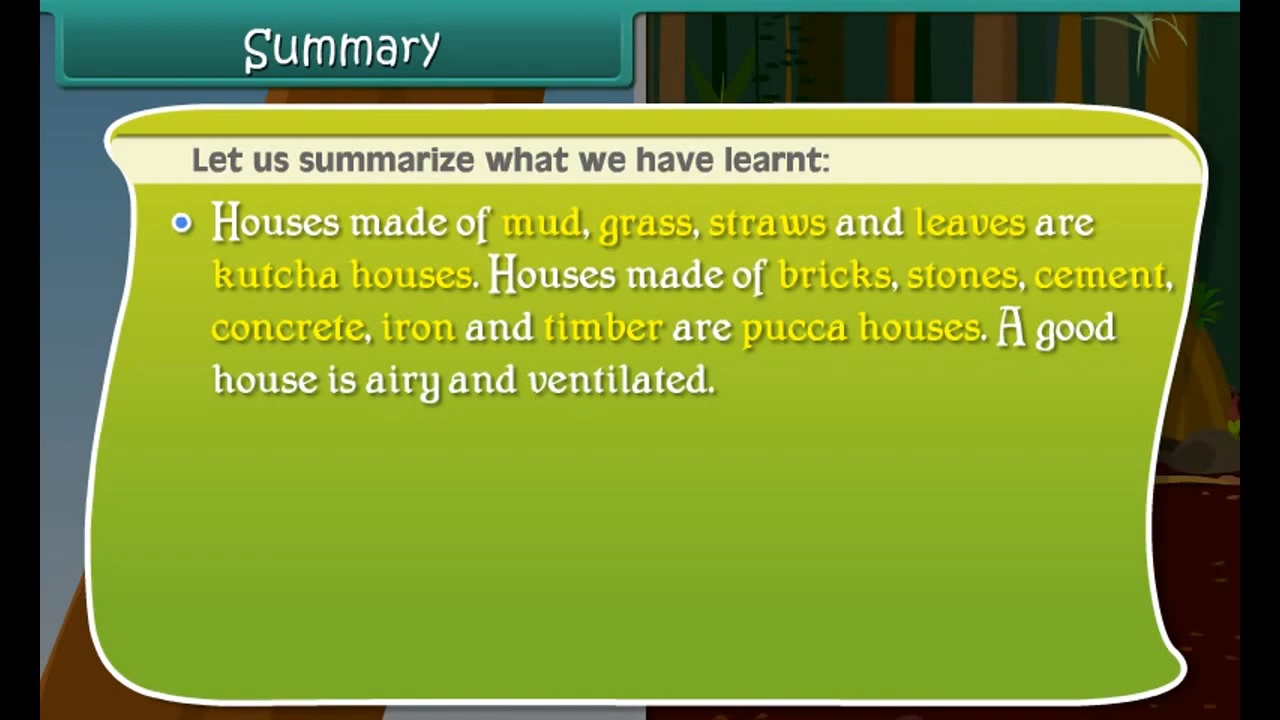 Summary
Let us summarize what we have learnt:
Houses made of mud, grass, straws and leaves are
kutcha houses. Houses made of bricks, stones, cement,
concrete, iron and timber are pucca houses. A good
house is airy and ventilated.